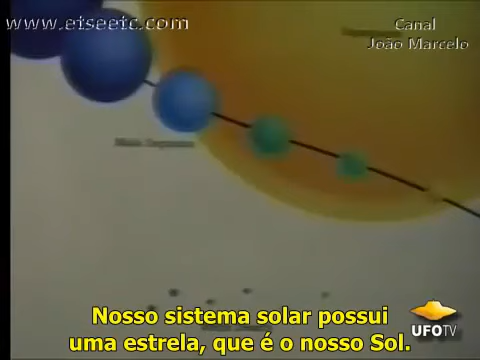 www.etseetc.com
Canal
João Marcelo
Nosso sistema solar possui
uma estrela, que é o nosso Sol.
UFOTV